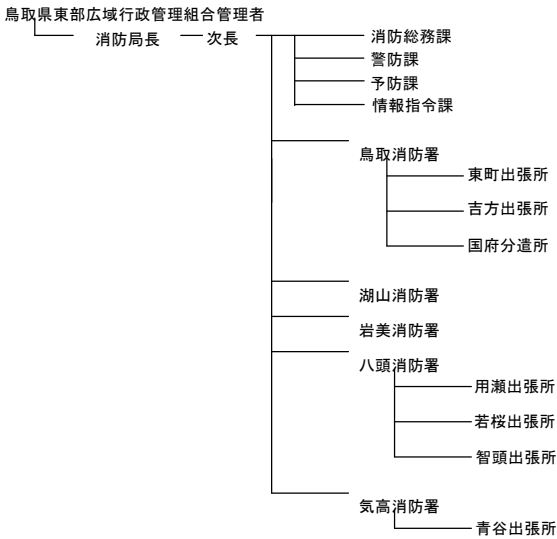 鳥取県東部広域行政管理組合管理者
消防局長 次長 消防総務課
警防課
予防課
情報指令課
鳥取消防署
東町出張所
吉方出張所
国府分遣所
湖山消防署
岩美消防署
八頭消防署
用瀬出張所
若桜出張所
智頭出張所
気高消防署
青谷出張所